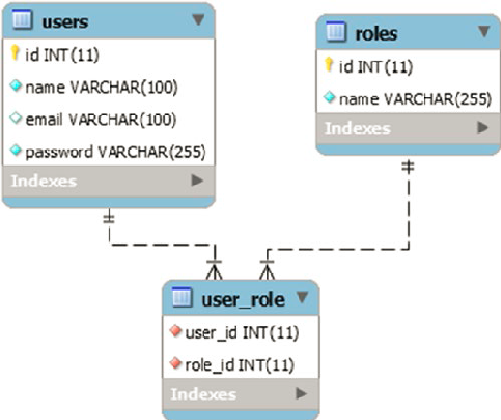 users
id INT(11)
name VARCHAR(100)
email VARCHAR(100)
password VARCHAR(255)
Indexes
roles
id INT(11)
name VARCHAR(255)
Indexes
user_role
user_id INT(11)
role_id INT(11)
Indexes